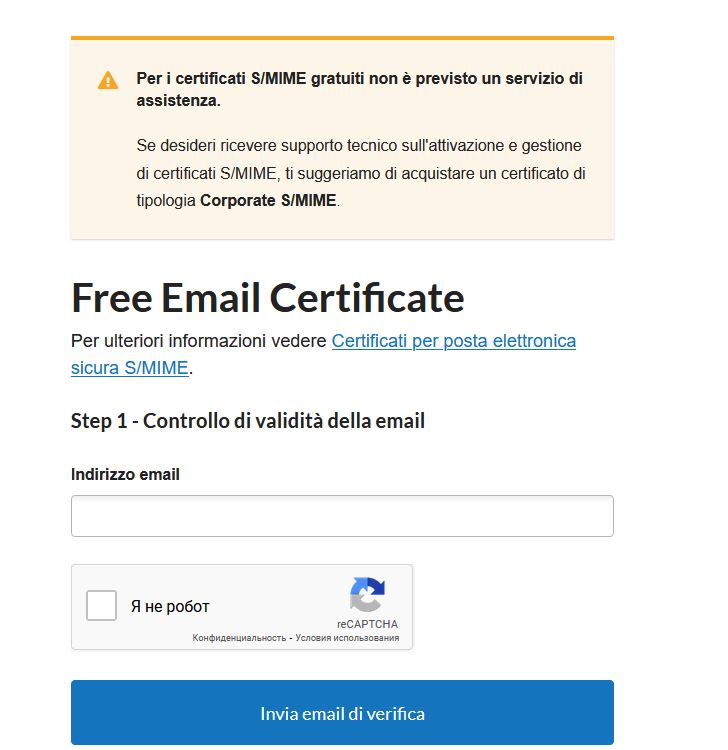 Per i certificati S/MIME gratuiti non è previsto un servizio di
assistenza.
Se desideri ricevere supporto tecnico sull'attivazione e gestione
di certificati S/MIME, ti suggeriamo di acquistare un certificato di
tipologia Corporate S/MIME.
Free Email Certificate
Per ulteriori informazioni vedere Certificati per posta elettronica
sicura S/MIME.
Step 1 - Controllo di validità della email
Indirizzo email
Я не робот
reCAPTCHA
Конфиденциальность - Условия использования
Invia email di verifica